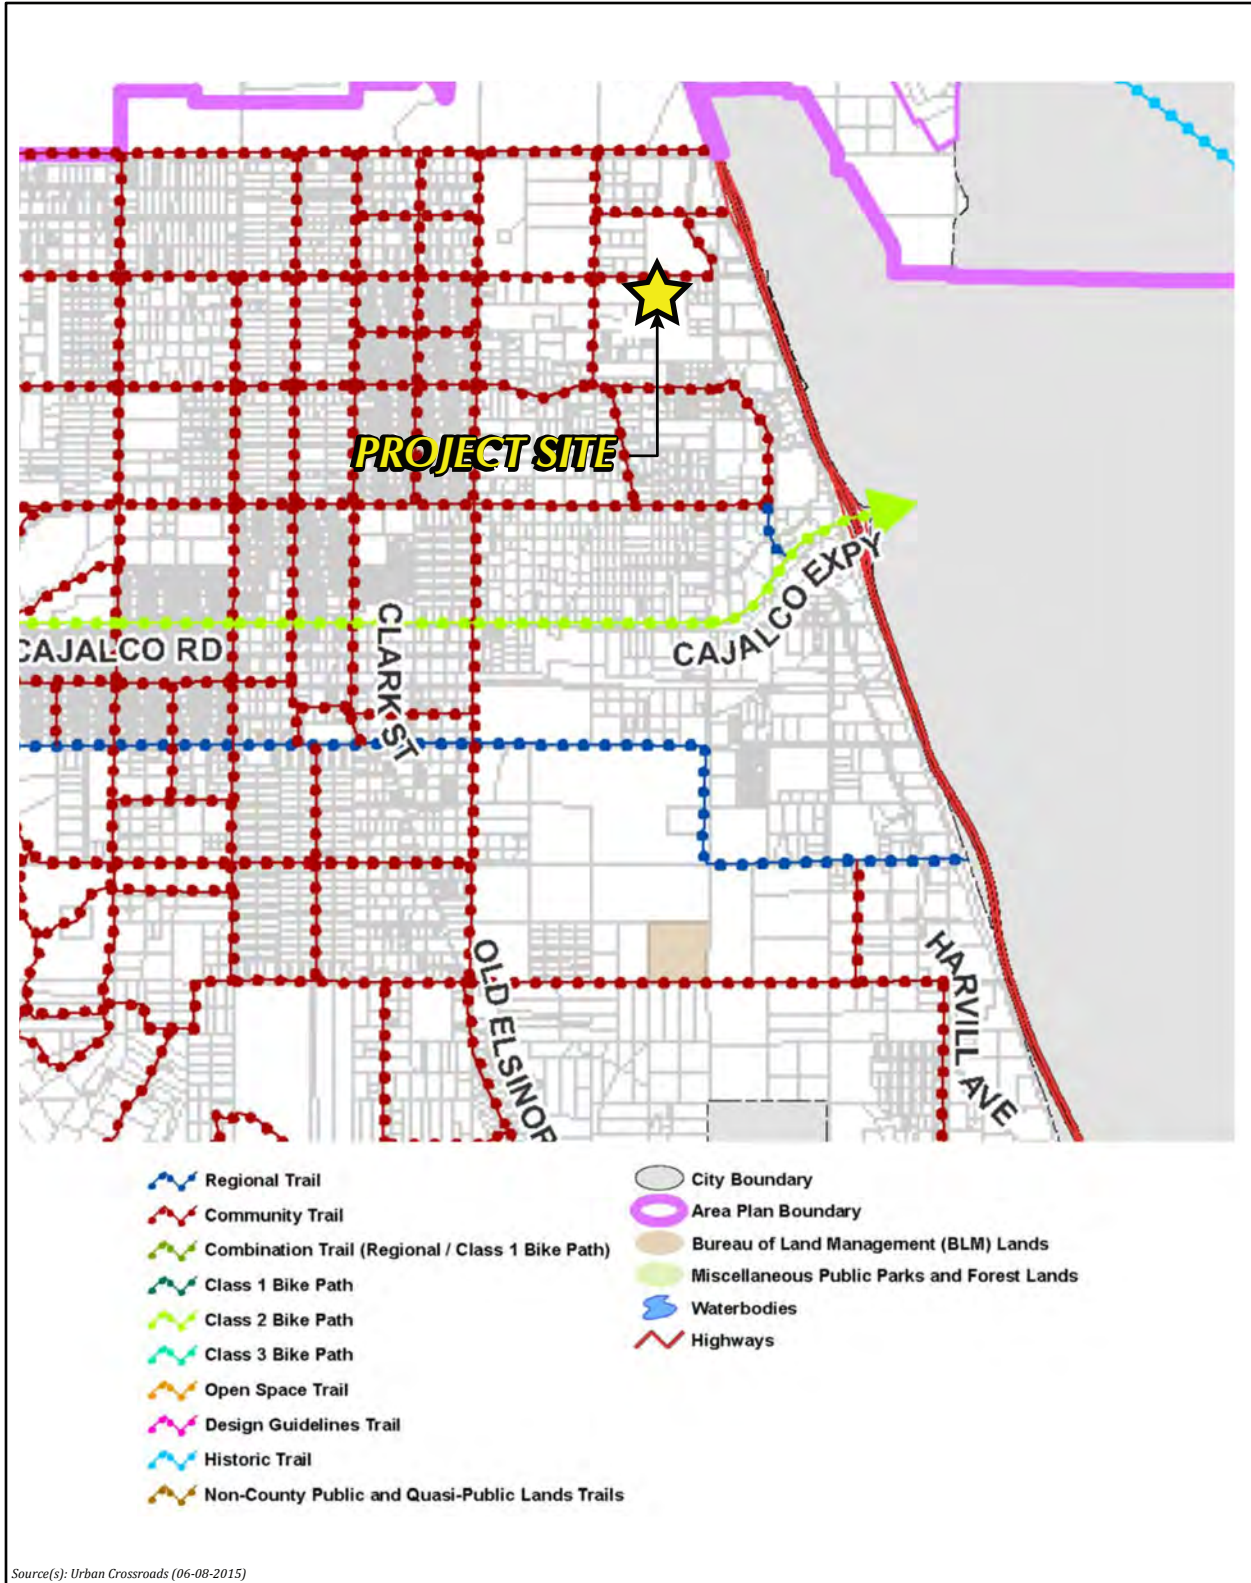 PROJECT SITE
CAJALCO EXPY
CAJALCO RD
CLARK ST
OLD ELSINOR
HARVILL AVE
Regional Trail
Community Trail
Combination Trail (Regional / Class 1 Bike Path)
Class 1 Bike Path
Class 2 Bike Path
Class 3 Bike Path
Open Space Trail
Design Guidelines Trail
Historic Trail
Non-County Public and Quasi-Public Lands Trails
City Boundary
Area Plan Boundary
Bureau of Land Management (BLM) Lands
Miscellaneous Public Parks and Forest Lands
Waterbodies
Highways
Source(s): Urban Crossroads (06-08-2015)